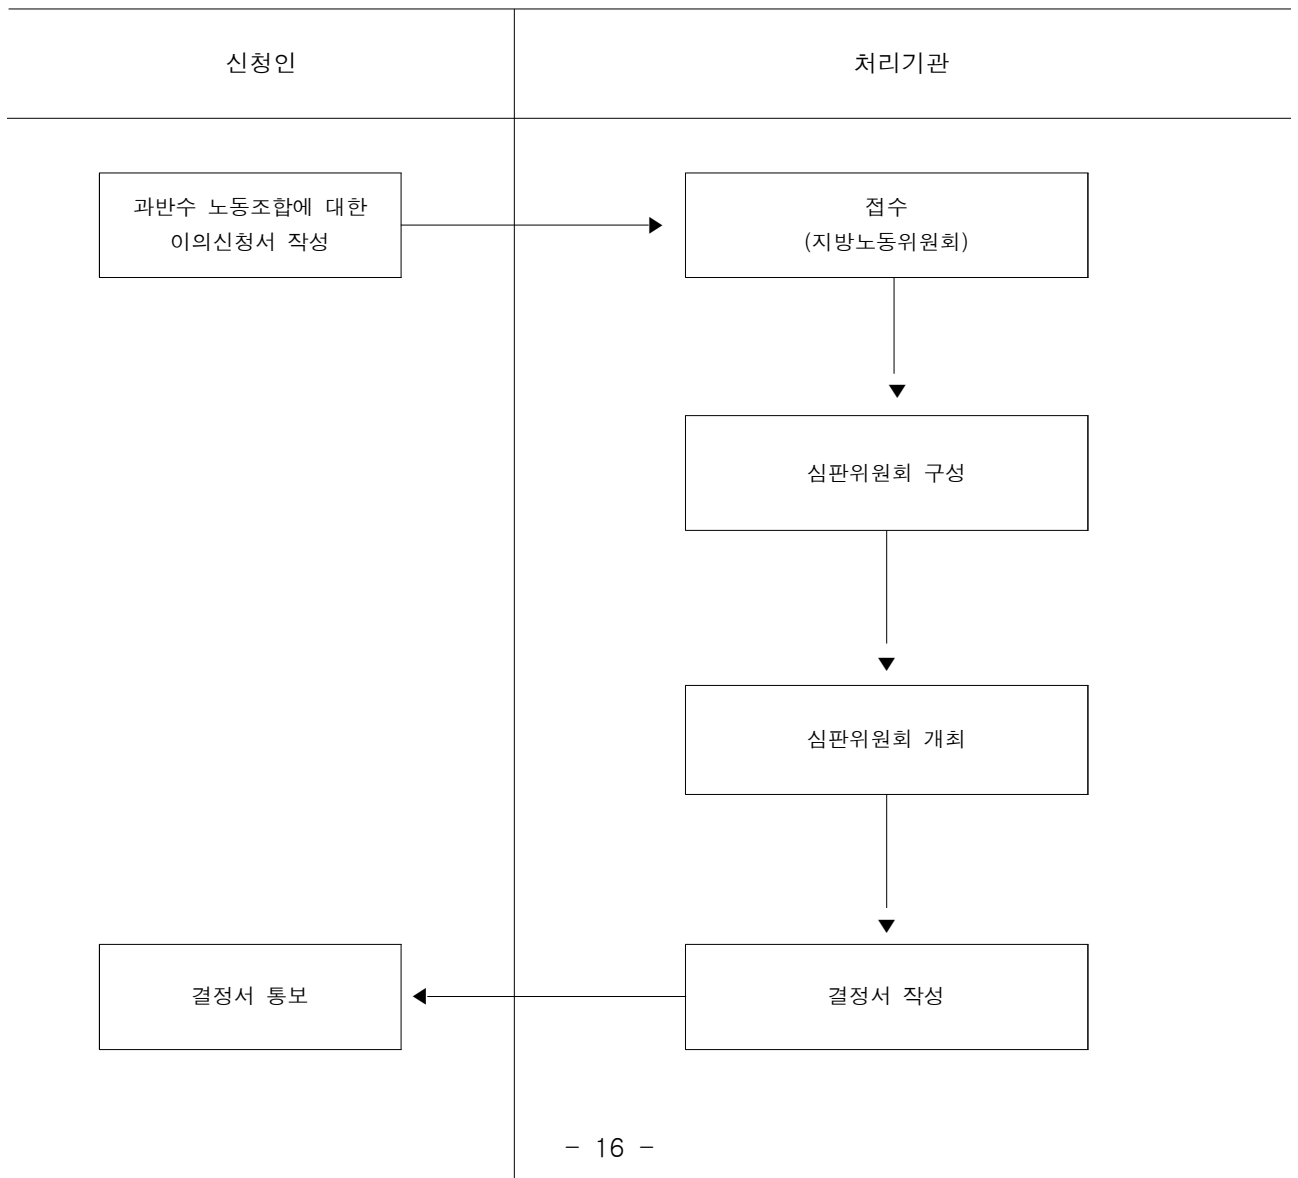 신청인
처리기관
과반수 노동조합에 대한
이의신청서 작성
접수
(지방노동위원회)
심판위원회 구성
심판위원회 개최
결정서 통보
결정서 작성
- 16 -